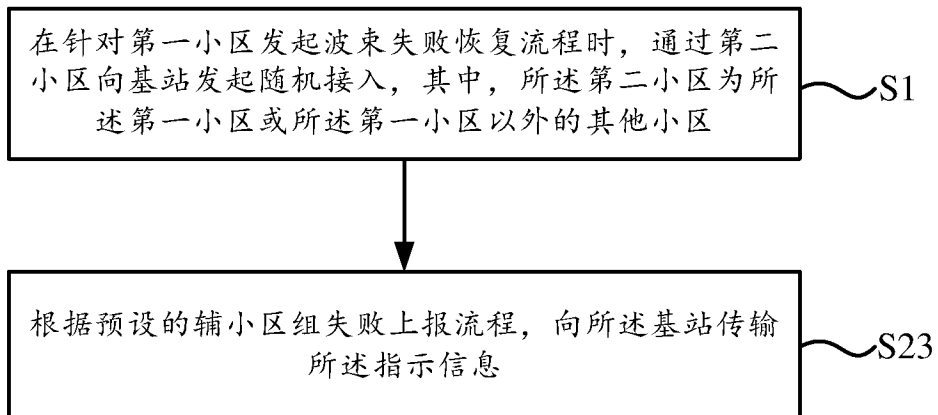 在针对第一小区发起波束失败恢复流程时，通过第二
小区向基站发起随机接入，其中，所述第二小区为所
述第一小区或所述第一小区以外的其他小区
S1
根据预设的辅小区组失败上报流程，向所述基站传输
所述指示信息
S23